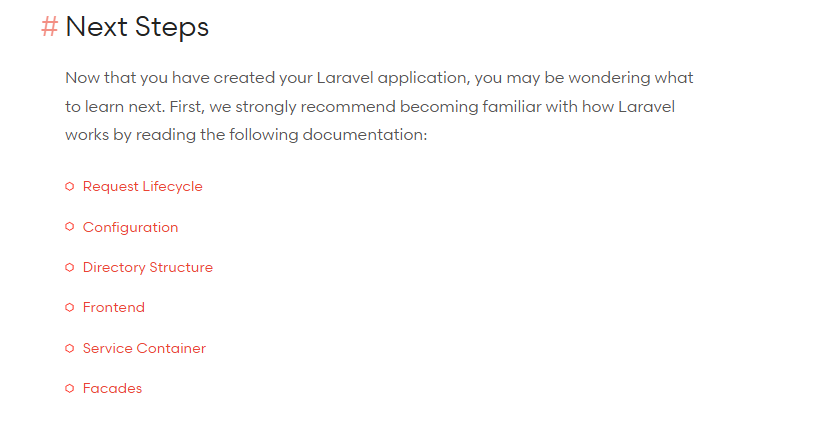 # Next Steps
Now that you have created your Laravel application, you may be wondering what
to learn next. First, we strongly recommend becoming familiar with how Laravel
works by reading the following documentation:
Request Lifecycle
Configuration
Directory Structure
Frontend
Service Container
Facades